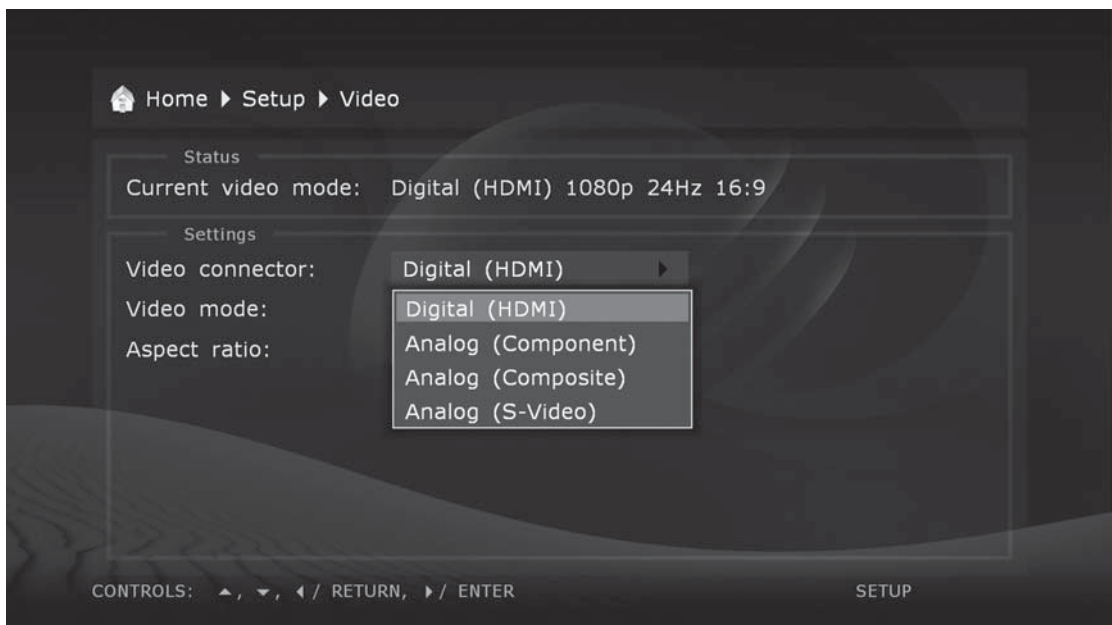 Home ▶ Setup ▶ Video
Status
Current video mode: Digital (HDMI) 1080p 24Hz 16:9
Settings
Video connector: Digital (HDMI) ▶
Video mode:
Aspect ratio:
Digital (HDMI)
Analog (Component)
Analog (Composite)
Analog (S-Video)
CONTROLS: ▲, ▼, ◀/ RETURN, ▶/ ENTER SETUP